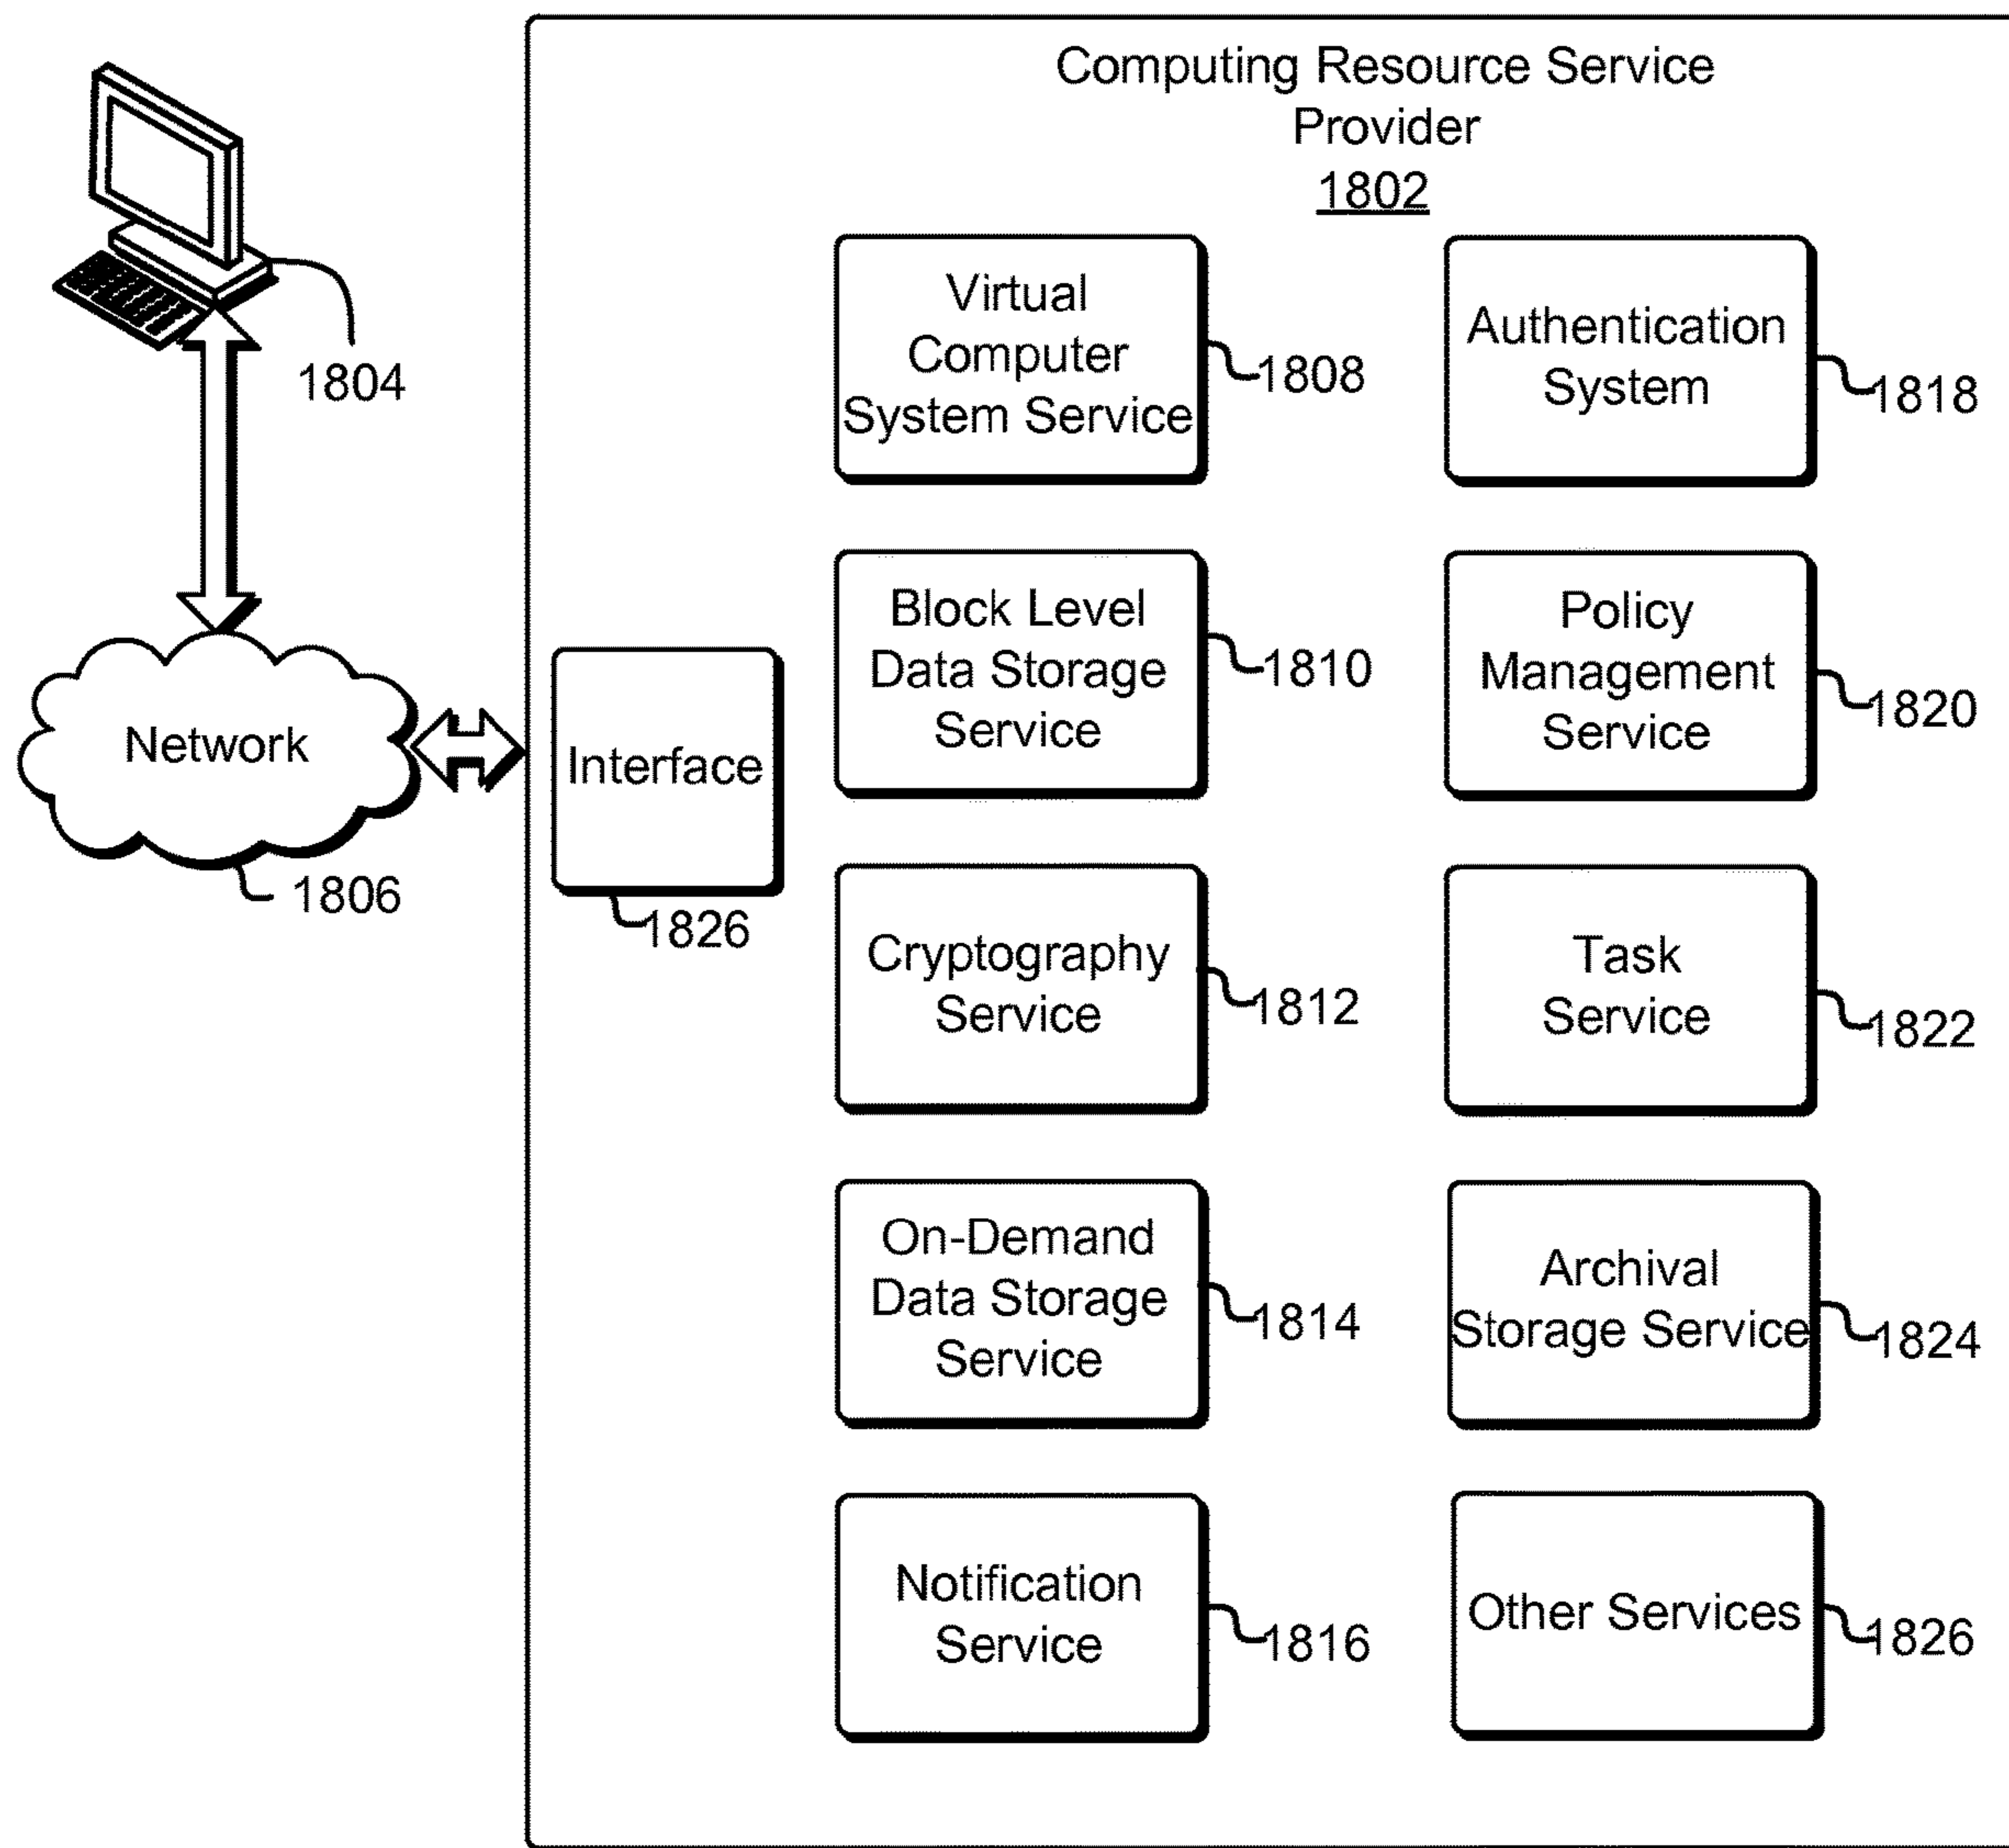 Computing Resource Service
Provider
1802
1804
Network
1806
Interface
1826
Virtual
Computer
System Service
1808
Authentication
System
1818
Block Level
Data Storage
Service
1810
Policy
Management
Service
1820
Cryptography
Service
1812
Task
Service
1822
On-Demand
Data Storage
Service
1814
Archival
Storage Service
1824
Notification
Service
1816
Other Services
1826